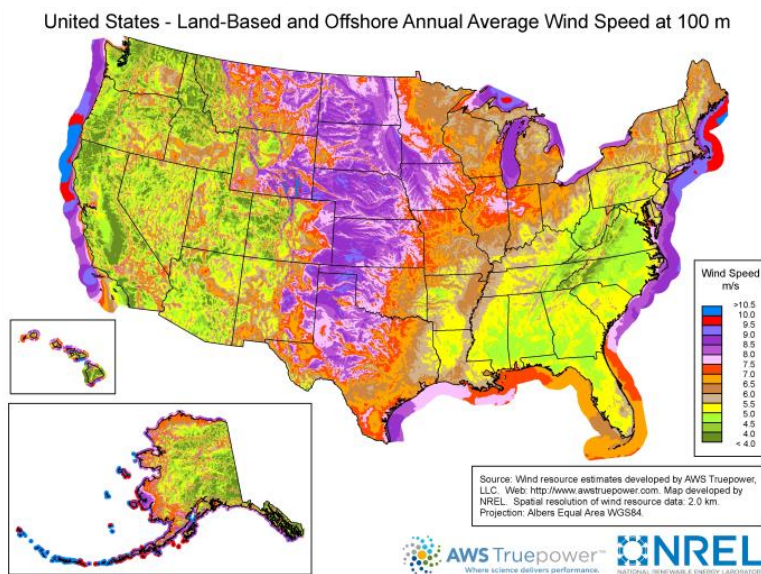 United States - Land-Based and Offshore Annual Average Wind Speed at 100 m
Wind Speed
m/s
>10.5
10.0
9.5
9.0
8.5
8.0
7.5
7.0
6.5
6.0
5.5
5.0
4.5
4.0
< 4.0
Source: Wind resource estimates developed by AWS Truepower,
LLC. Web: http://www.awstruepower.com. Map developed by
NREL. Spatial resolution of wind resource data: 2.0 km.
Projection: Albers Equal Area WGS84.
AWS Truepower™
Where science delivers performance.
NREL
NATIONAL RENEWABLE ENERGY LABORATORY